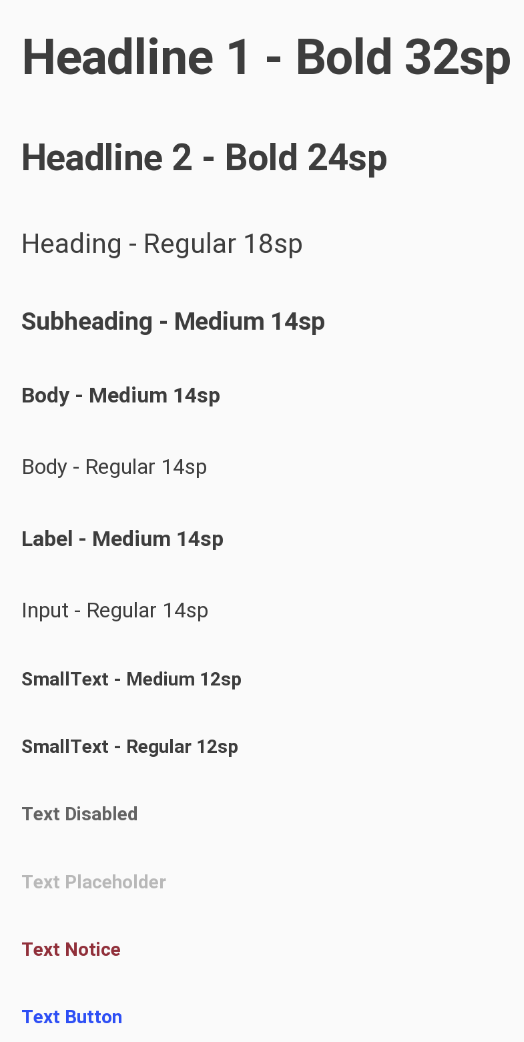 Headline 1 - Bold 32sp
Headline 2 - Bold 24sp
Heading - Regular 18sp
Subheading - Medium 14sp
Body - Medium 14sp
Body - Regular 14sp
Label - Medium 14sp
Input - Regular 14sp
SmallText - Medium 12sp
SmallText - Regular 12sp
Text Disabled
Text Placeholder
Text Notice
Text Button